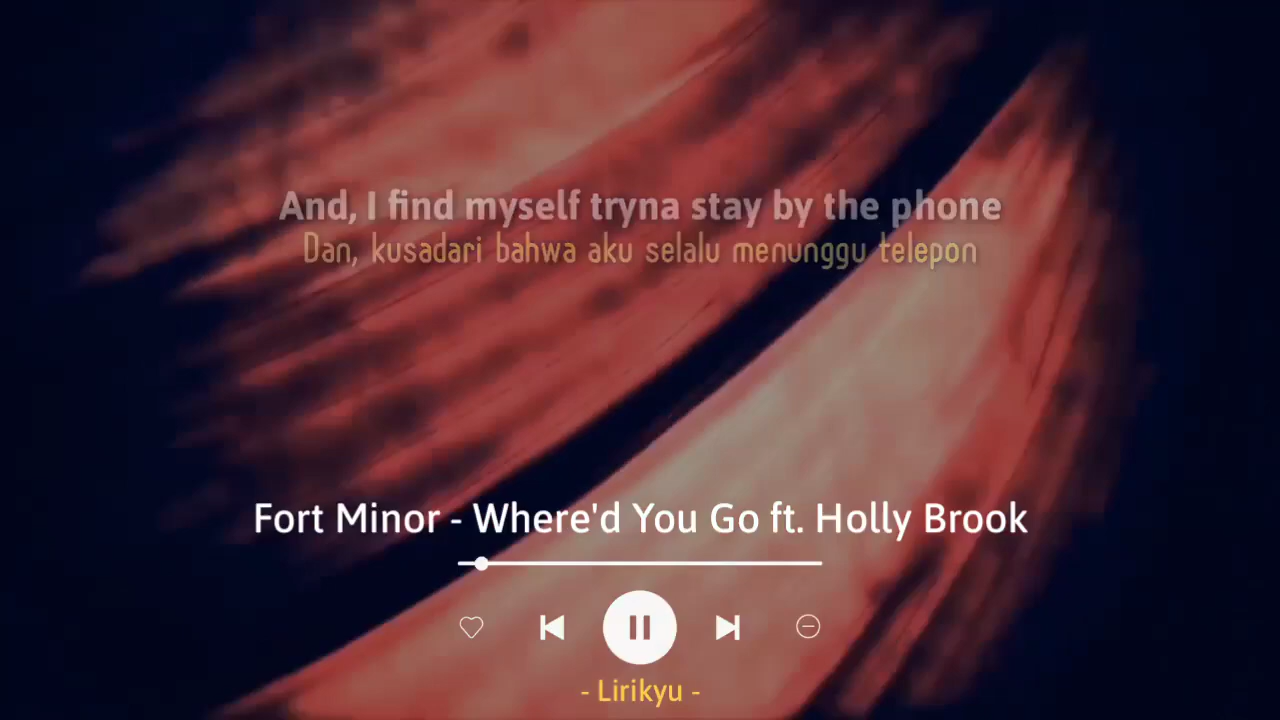 And, I find myself tryna stay by the phone
Dan, kusadari bahwa aku selalu menunggu telepon
Fort Minor - Where'd You Go ft. Holly Brook
- Lirikyu -